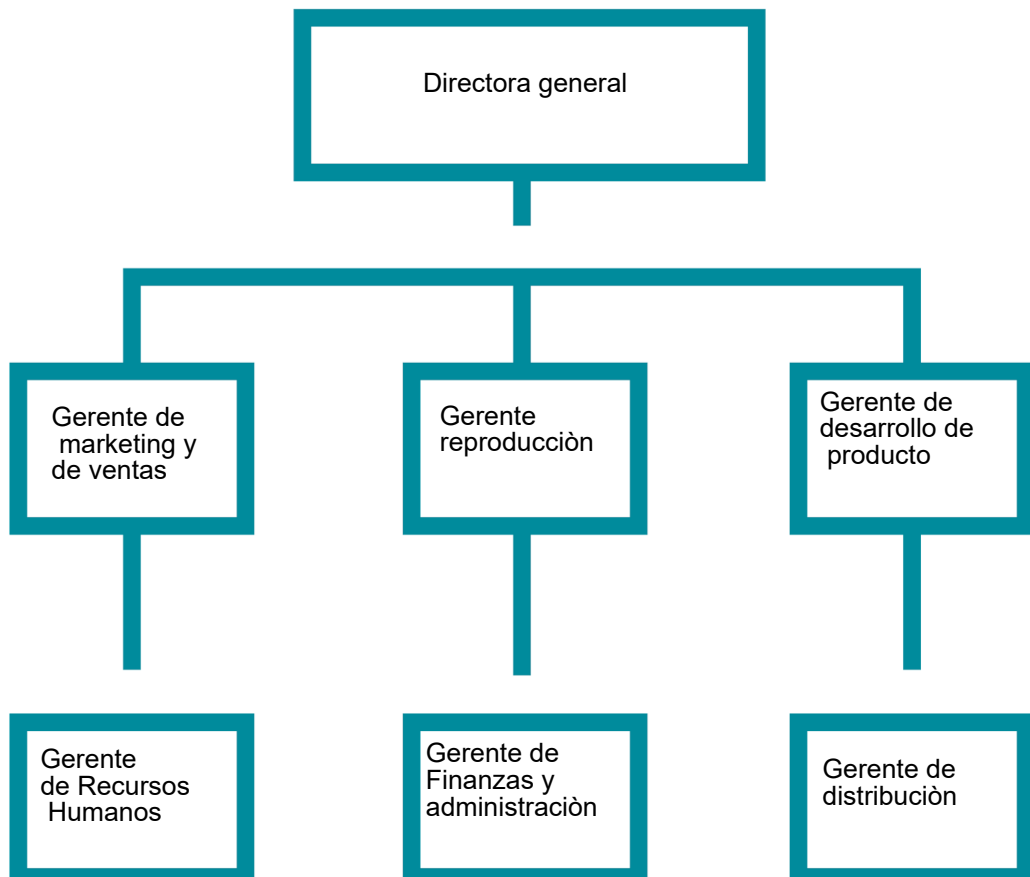 Directora general
Gerente de
marketing y
de ventas
Gerente
reproducciòn
Gerente de
desarrollo de
producto
Gerente
de Recursos
Humanos
Gerente de
Finanzas y
administraciòn
Gerente de
distribuciòn